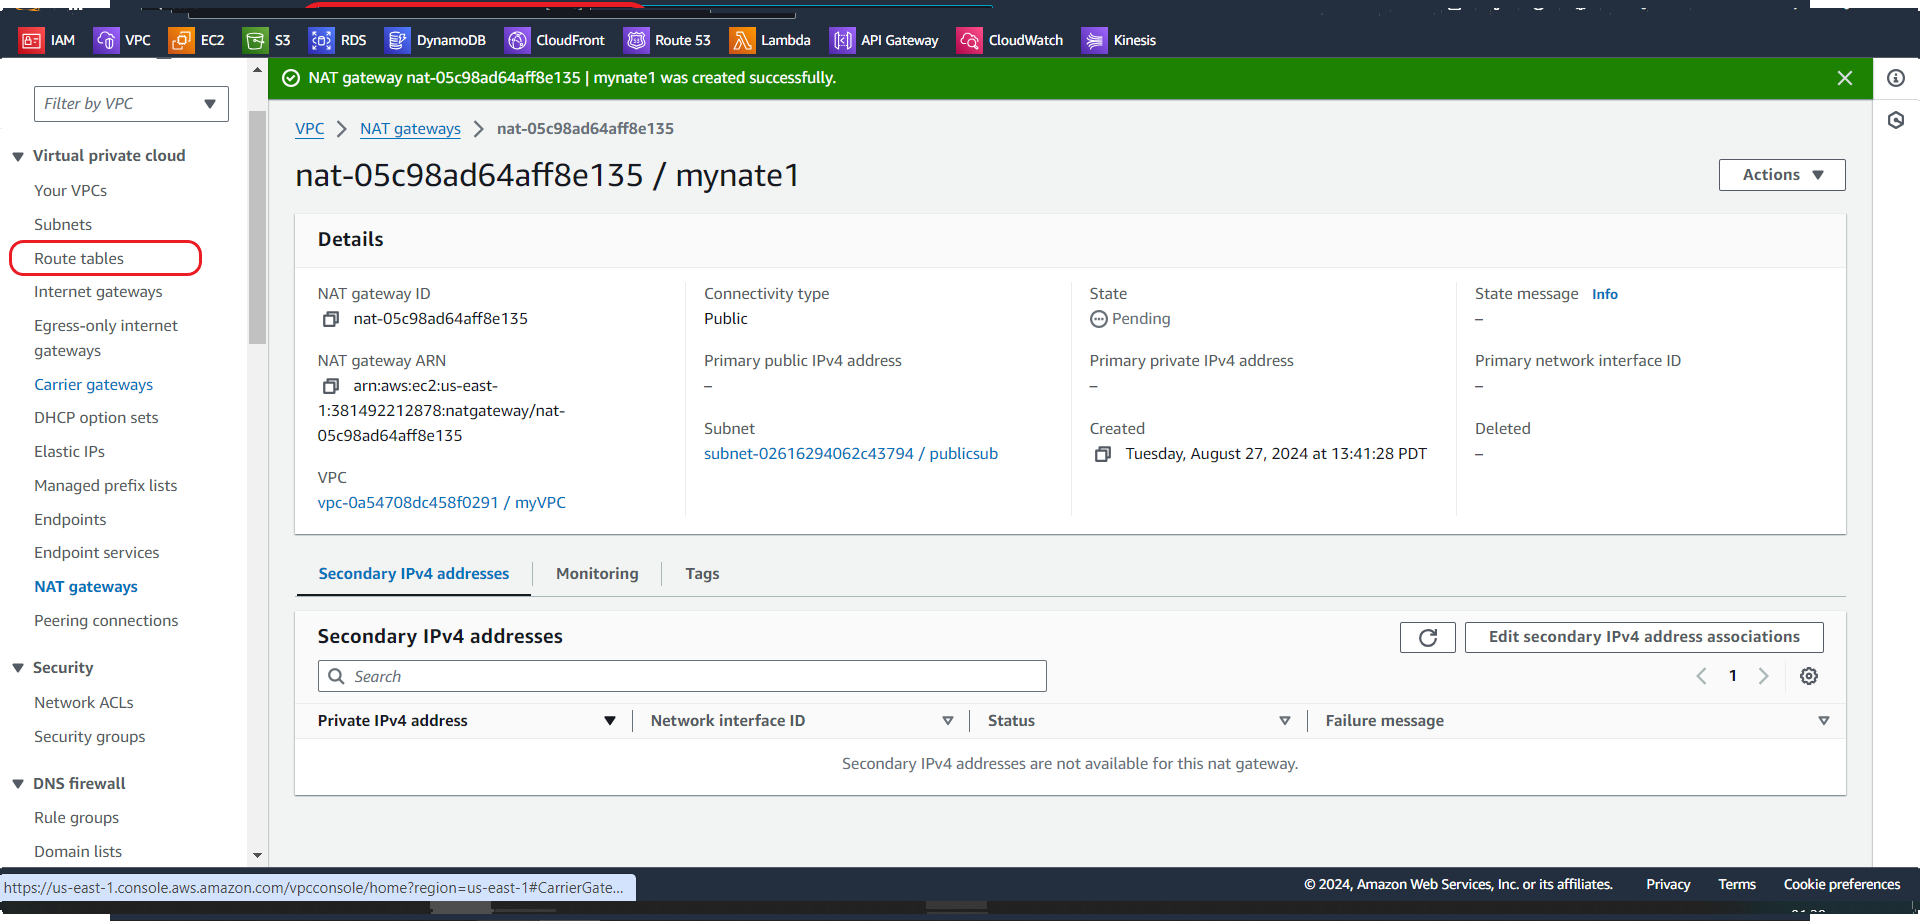 IAM VPC EC2 S3 RDS DynamoDB CloudFront Route 53 Lambda API Gateway CloudWatch Kinesis
NAT gateway nat-05c98ad64aff8e135 | mynate1 was created successfully.
Filter by VPC
Virtual private cloud
Your VPCs
Subnets
Route tables
Internet gateways
Egress-only internet
gateways
Carrier gateways
DHCP option sets
Elastic IPs
Managed prefix lists
Endpoints
Endpoint services
NAT gateways
Peering connections
Security
Network ACLs
Security groups
DNS firewall
Rule groups
Domain lists
VPC > NAT gateways > nat-05c98ad64aff8e135
nat-05c98ad64aff8e135 / mynate1
Actions
Details
NAT gateway ID
nat-05c98ad64aff8e135
NAT gateway ARN
arn:aws:ec2:us-east-
1:381492212878:natgateway/nat-
05c98ad64aff8e135
VPC
vpc-0a54708dc458f0291 / myVPC
Connectivity type
Public
Primary public IPv4 address
–
Subnet
subnet-02616294062c43794 / publicsub
State
Pending
Primary private IPv4 address
–
Created
Tuesday, August 27, 2024 at 13:41:28 PDT
State message Info
–
Primary network interface ID
–
Deleted
–
Secondary IPv4 addresses Monitoring Tags
Secondary IPv4 addresses
Edit secondary IPv4 address associations
Search
1
Private IPv4 address Network interface ID Status Failure message
Secondary IPv4 addresses are not available for this nat gateway.
https://us-east-1.console.aws.amazon.com/vpcconsole/home?region=us-east-1#CarrierGate...
© 2024, Amazon Web Services, Inc. or its affiliates. Privacy Terms Cookie preferences